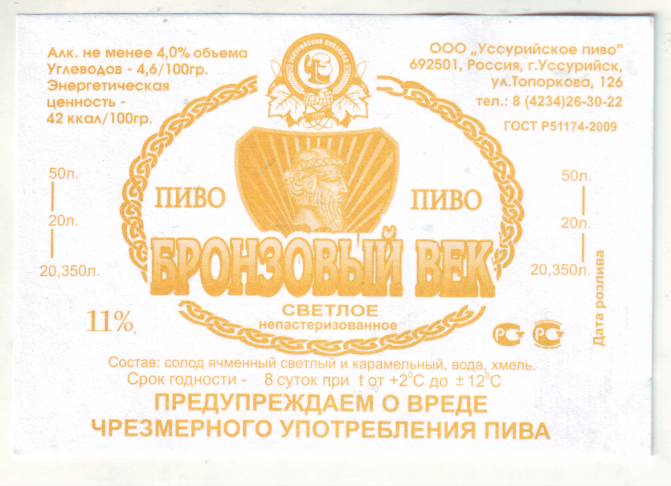 Алк. не менее 4,0% объема
Углеводов - 4,6/100гр.
Энергетическая
ценность -
42 ккал/100гр.
ООО „Уссурийское пиво"
692501, Россия, г.Уссурийск,
ул.Топоркова, 126
тел.: 8 (4234)26-30-22
ГОСТ Р51174-2009
50л.
20л.
20,350л.
ПИВО
ПИВО
50л.
20л.
20,350л.
БРОНЗОВЫЙ ВЕК
СВЕТЛОЕ
непастеризованное
11%
Дата розлива
Состав: солод ячменный светлый и карамельный, вода, хмель.
Срок годности - 8 суток при t от +2°С до ±12°С
ПРЕДУПРЕЖДАЕМ О ВРЕДЕ
ЧРЕЗМЕРНОГО УПОТРЕБЛЕНИЯ ПИВА